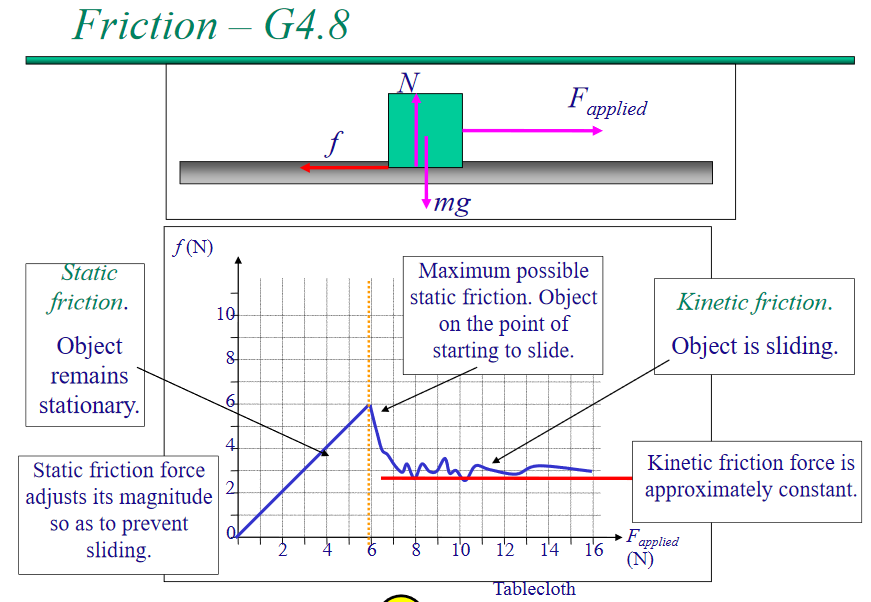 Friction – G4.8
N
F applied
f
mg
f (N)
Static
friction.
Object
remains
stationary.
Maximum possible
static friction. Object
on the point of
starting to slide.
Kinetic friction.
Object is sliding.
10
8
6
4
2
0
2 4 6 8 10 12 14 16
F applied
(N)
Static friction force
adjusts its magnitude
so as to prevent
sliding.
Kinetic friction force is
approximately constant.
Tablecloth